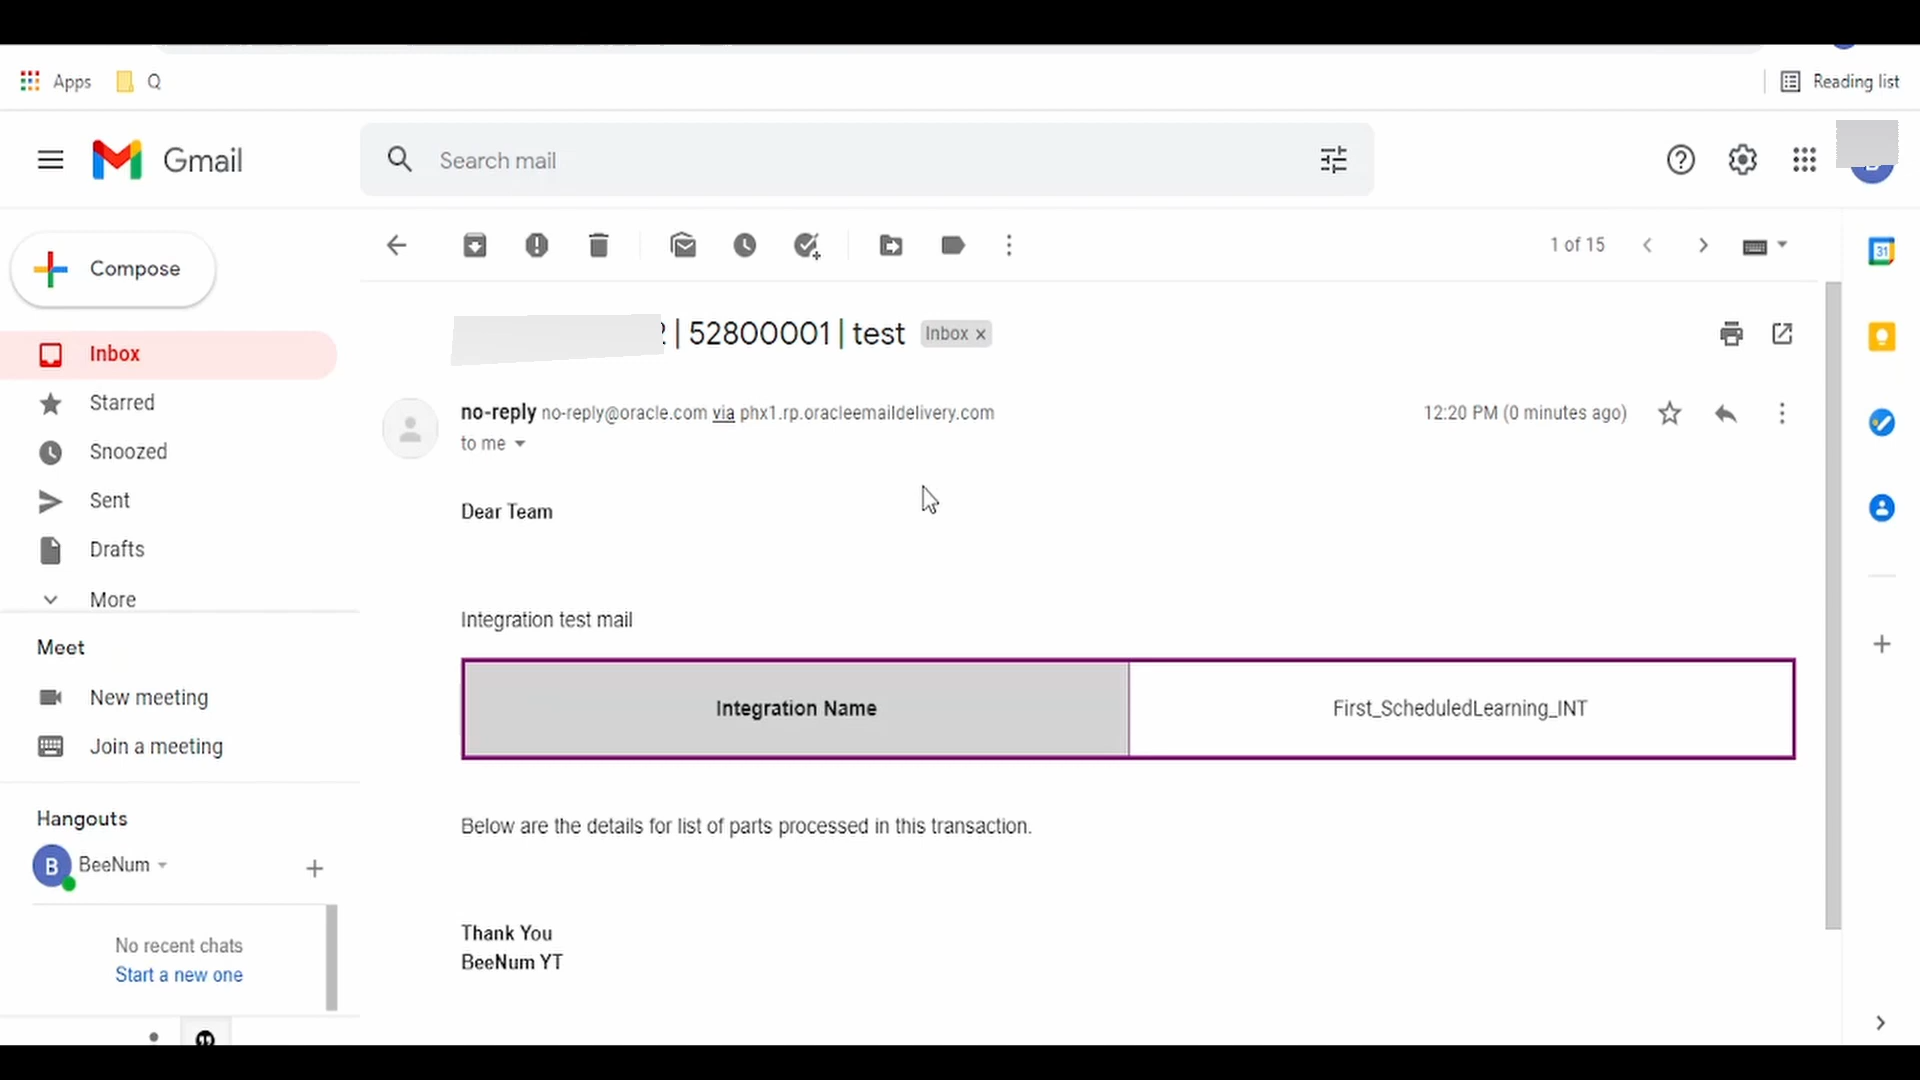 Apps Q Reading list
Gmail Search mail
Compose 1 of 15
31
| 52800001 | test Inbox x
Inbox
Starred
Snoozed
Sent
Drafts
More
no-reply no-reply@oracle.com via phx1.rp.oracleemaildelivery.com 12:20 PM (0 minutes ago)
to me
Dear Team
Integration test mail
Integration Name First_ScheduledLearning_INT
Below are the details for list of parts processed in this transaction.
Thank You
BeeNum YT
Meet
New meeting
Join a meeting
Hangouts
B BeeNum
No recent chats
Start a new one